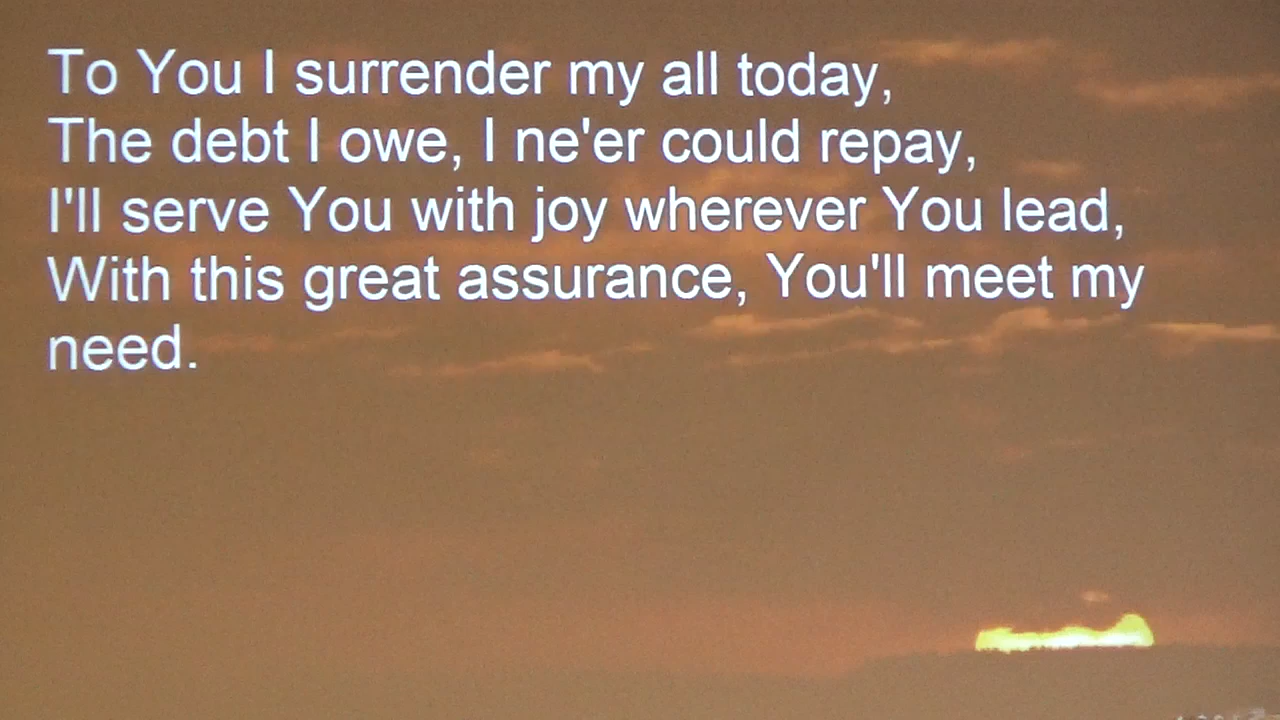 To You I surrender my all today,
The debt I owe, I ne'er could repay,
I'll serve You with joy wherever You lead,
With this great assurance, You'll meet my
need.